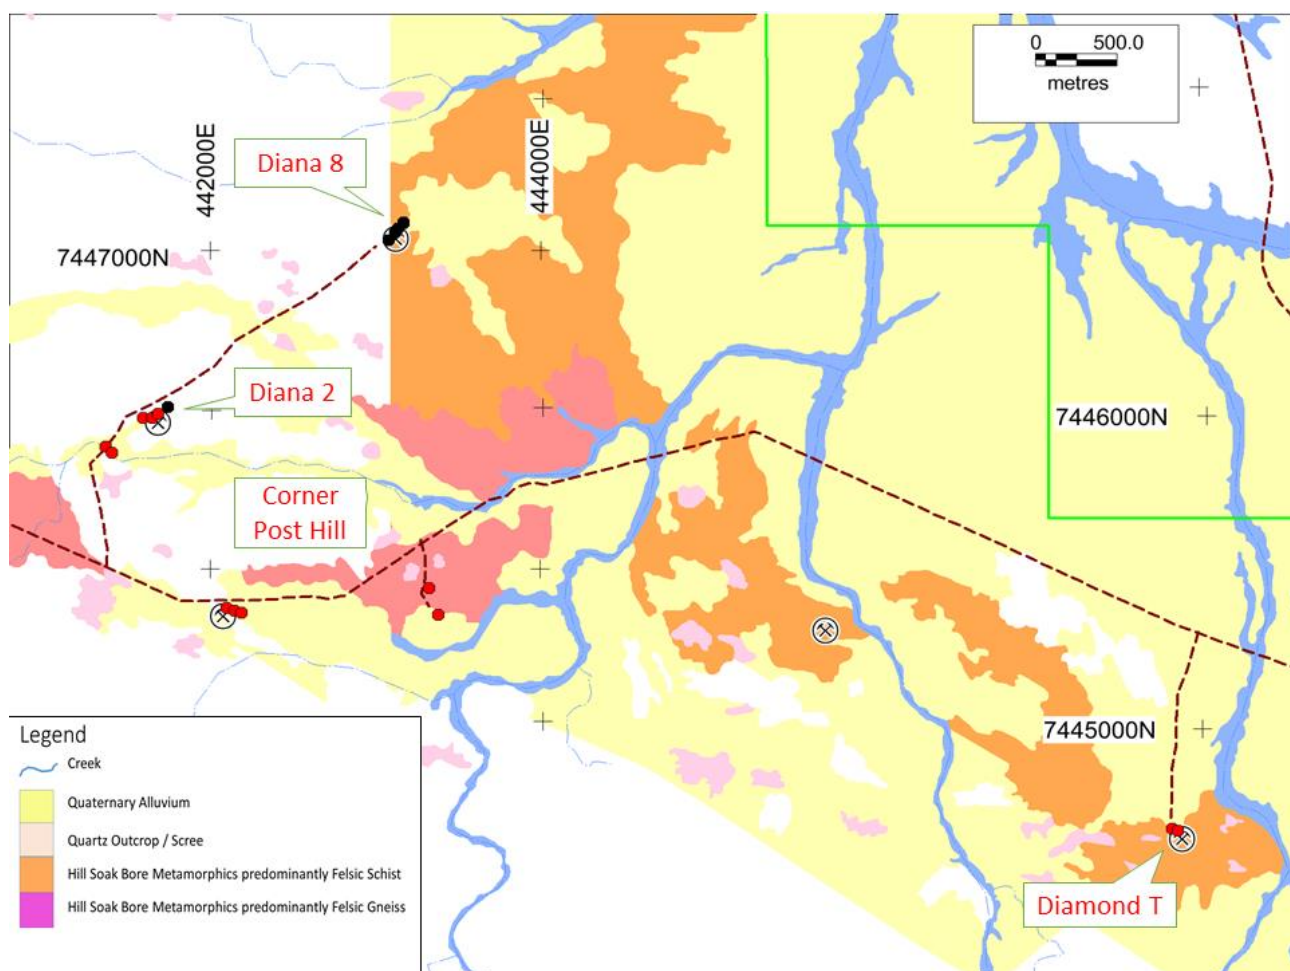 0 500.0
metres
Diana 8
442000E
444000E
7447000N
Diana 2
7446000N
Corner
Post Hill
7445000N
Diamond T
Legend
Creek
Quaternary Alluvium
Quartz Outcrop / Scree
Hill Soak Bore Metamorphics predominantly Felsic Schist
Hill Soak Bore Metamorphics predominantly Felsic Gneiss